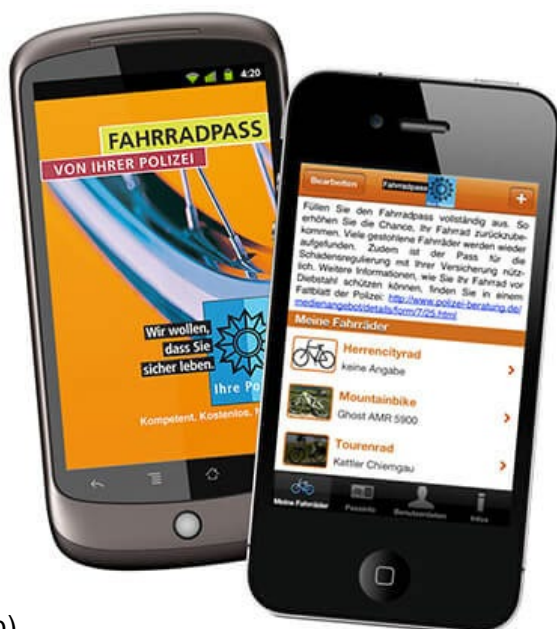 4:20
FAHRRADPASS
VON IHRER POLIZEI
Wir wollen,
dass Sie
sicher leben.
Ihre Po
Kompetent. Kostenlos.
Bearbeiten
Fahrradpass
+
Füllen Sie den Fahrradpass vollständig aus. So
erhöhen Sie die Chance, Ihr Fahrrad zurückzube-
kommen. Viele gestohlene Fahrräder werden wieder
aufgefunden. Zudem ist der Pass für die
Schadensregulierung mit Ihrer Versicherung nütz-
lich. Weitere Informationen, wie Sie Ihr Fahrrad vor
Diebstahl schützen können, finden Sie in einem
Faltblatt der Polizei: http://www.polizei-beratung.de/
medienangebot/details/form/7/25.html
Meine Fahrräder
Herrencityrad
keine Angabe
Mountainbike
Ghost AMR 5900
Tourenrad
Kettler Chiemgau
Meine Fahrräder
Passinfo
Benutzerdaten
Infos